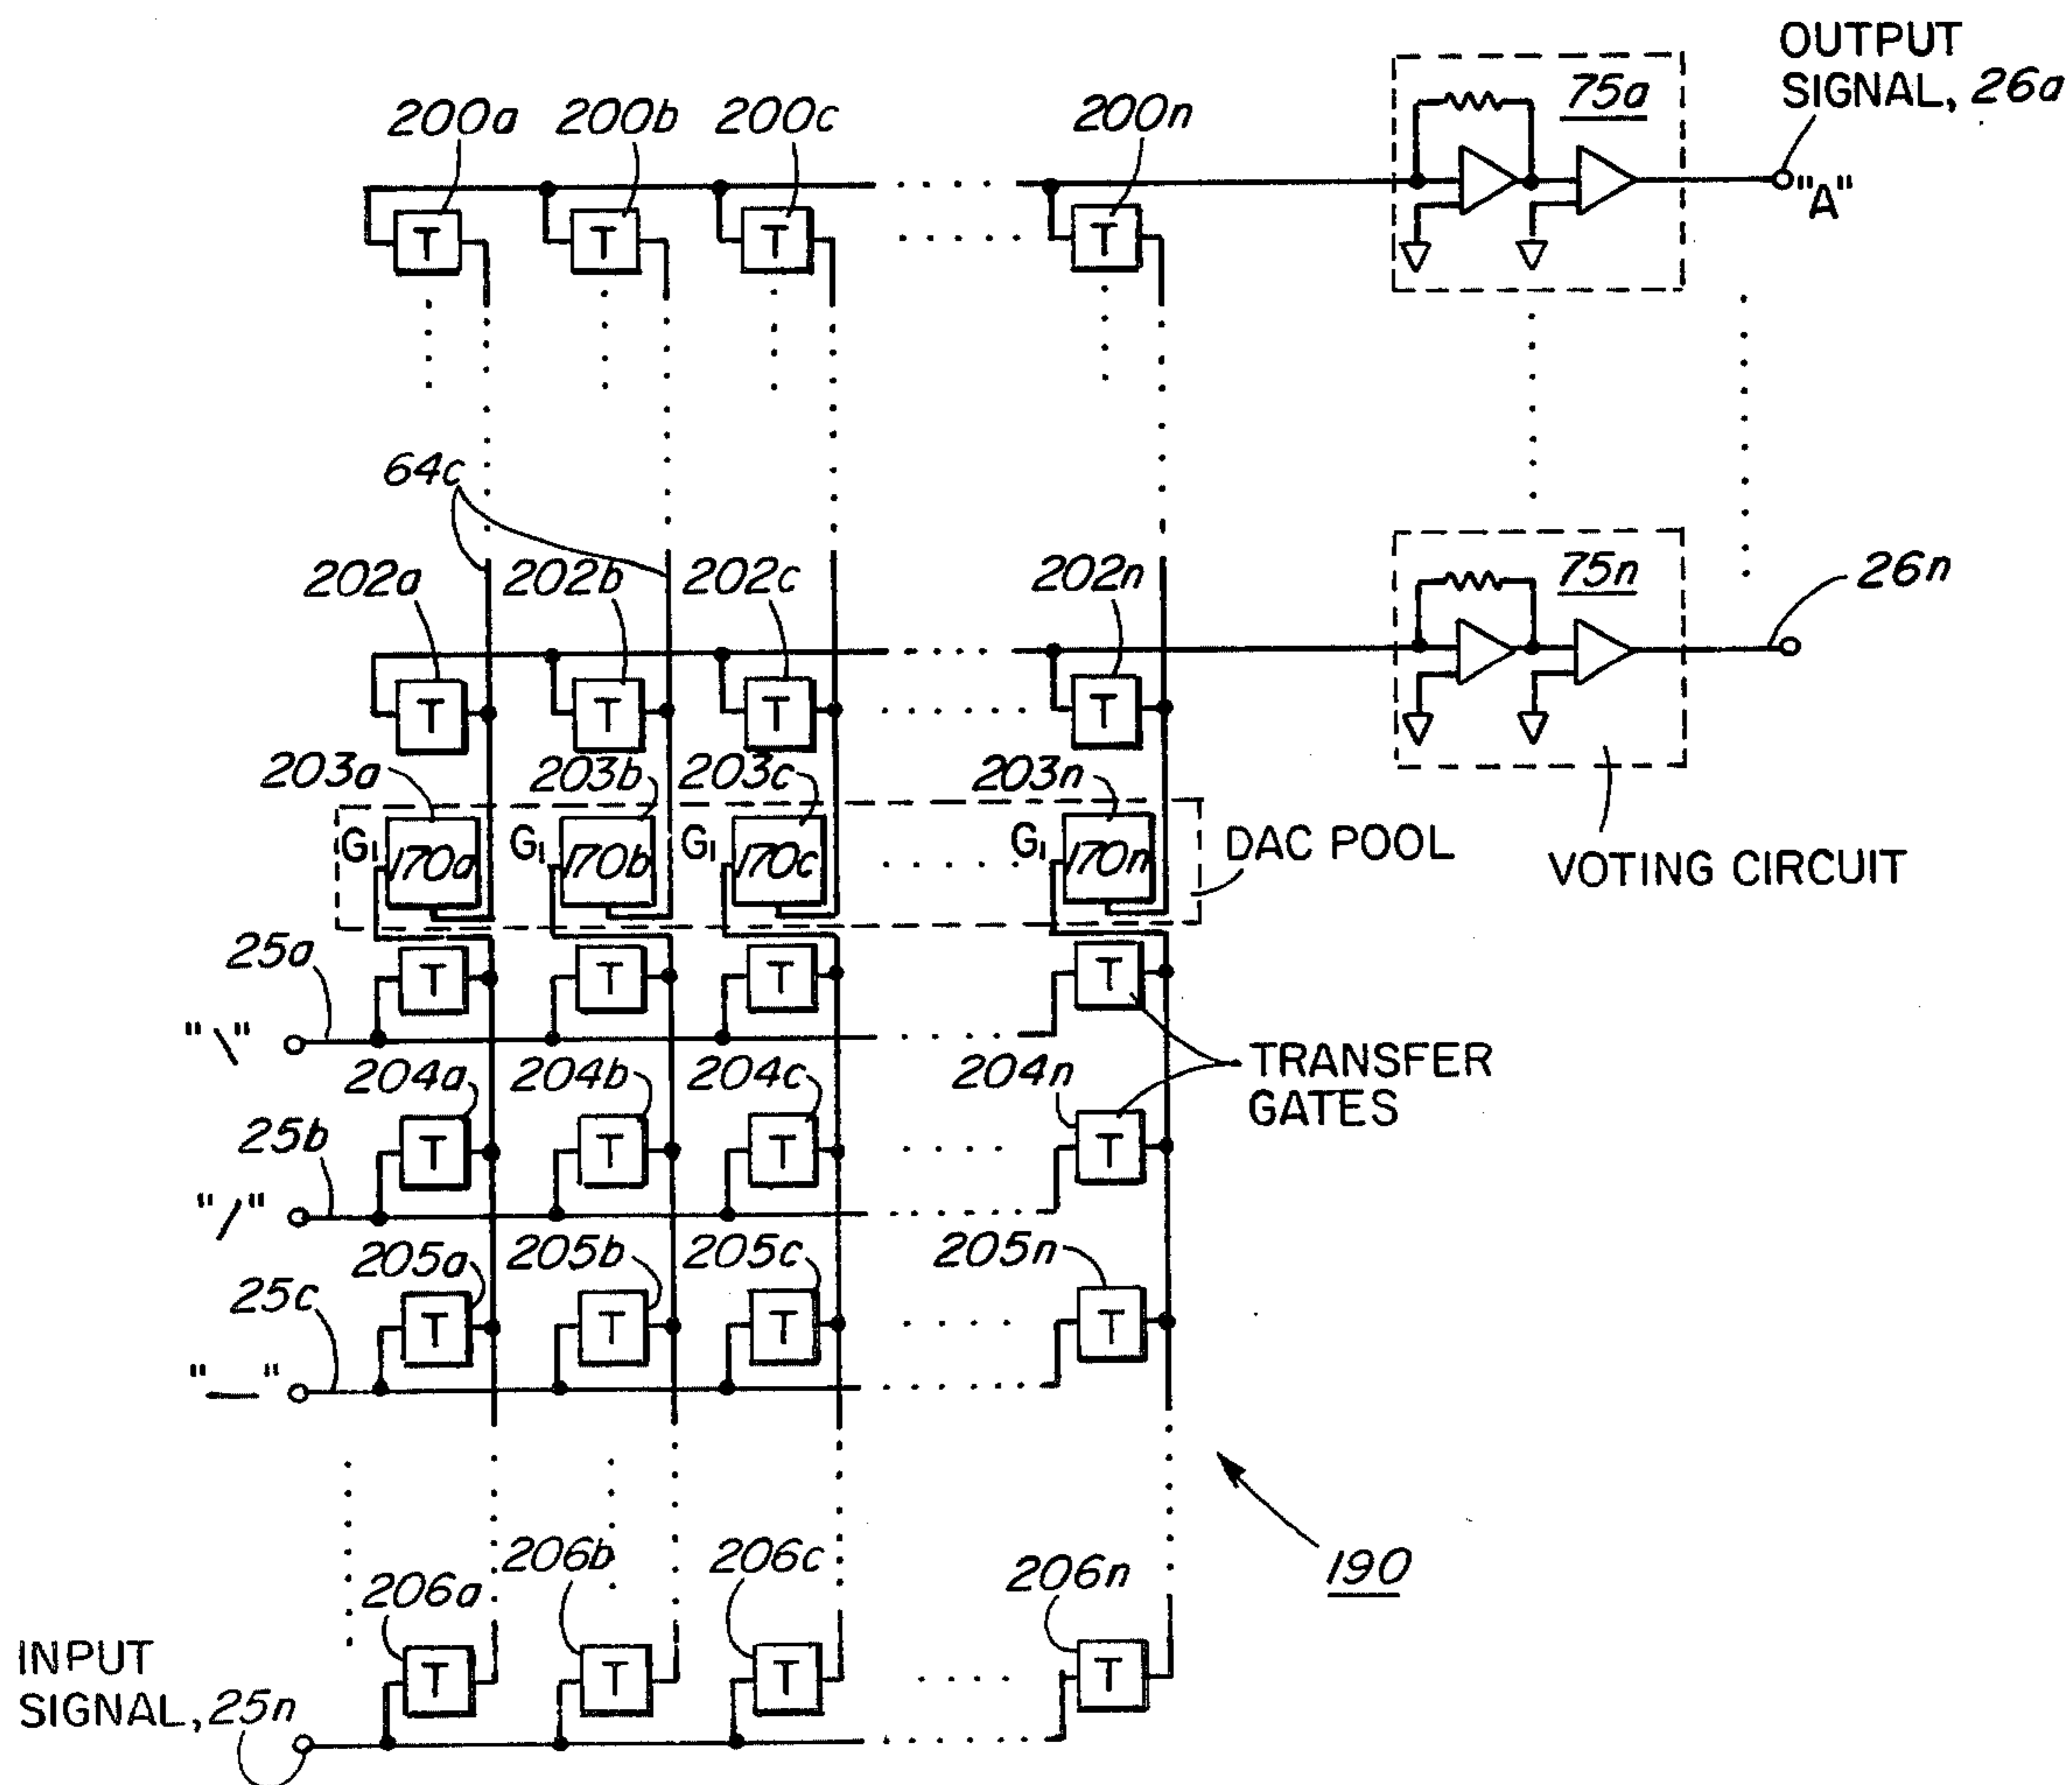 OUTPUT
SIGNAL, 26a
75a
200a 200b 200c 200n
"A"
T T T T
64c
202a 202b 202c 202n
75n
26n
T T T T
203a 203b 203c 203n
G1 170a G1 170b G1 170c G1 170n
DAC POOL
VOTING CIRCUIT
25a
T T T T
"\"
204a 204b 204c 204n
TRANSFER
GATES
25b
T T T T
"/"
205a 205b 205c 205n
25c
T T T T
"—"
206a 206b 206c 206n
190
T T T T
INPUT
SIGNAL, 25n